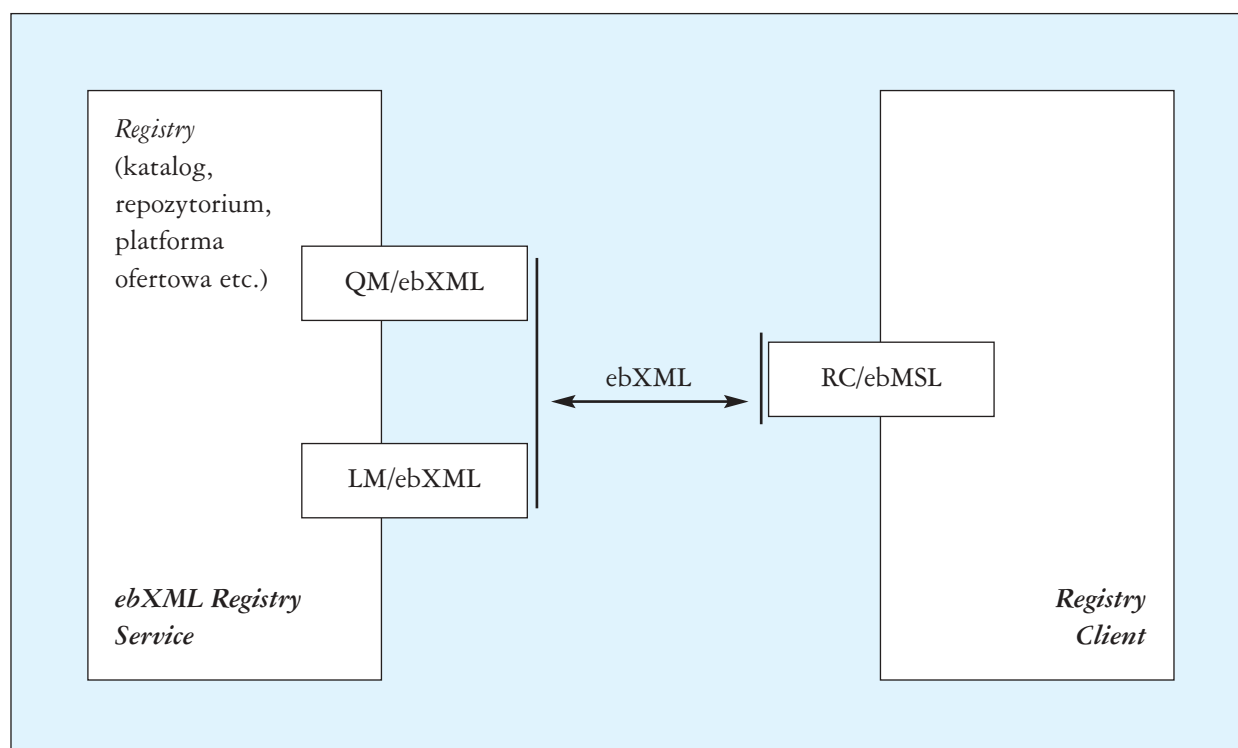 Registry
(katalog,
repozytorium,
platforma
ofertowa etc.)
QM/ebXML
LM/ebXML
ebXML Registry
Service
ebXML
RC/ebMSL
Registry
Client